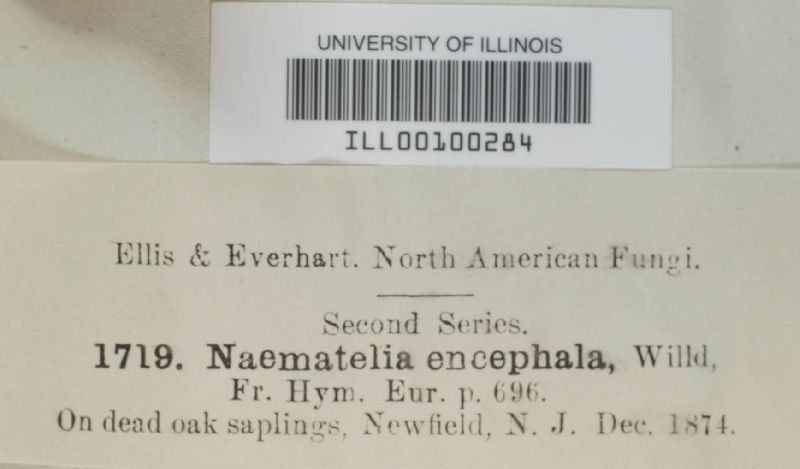 UNIVERSITY OF ILLINOIS
ILL00100284
Ellis & Everhart. North American Fungi.
Second Series.
1719. Naematelia encephala, Willd,
Fr. Hym. Eur. p. 696.
On dead oak saplings, Newfield, N. J. Dec. 1874.